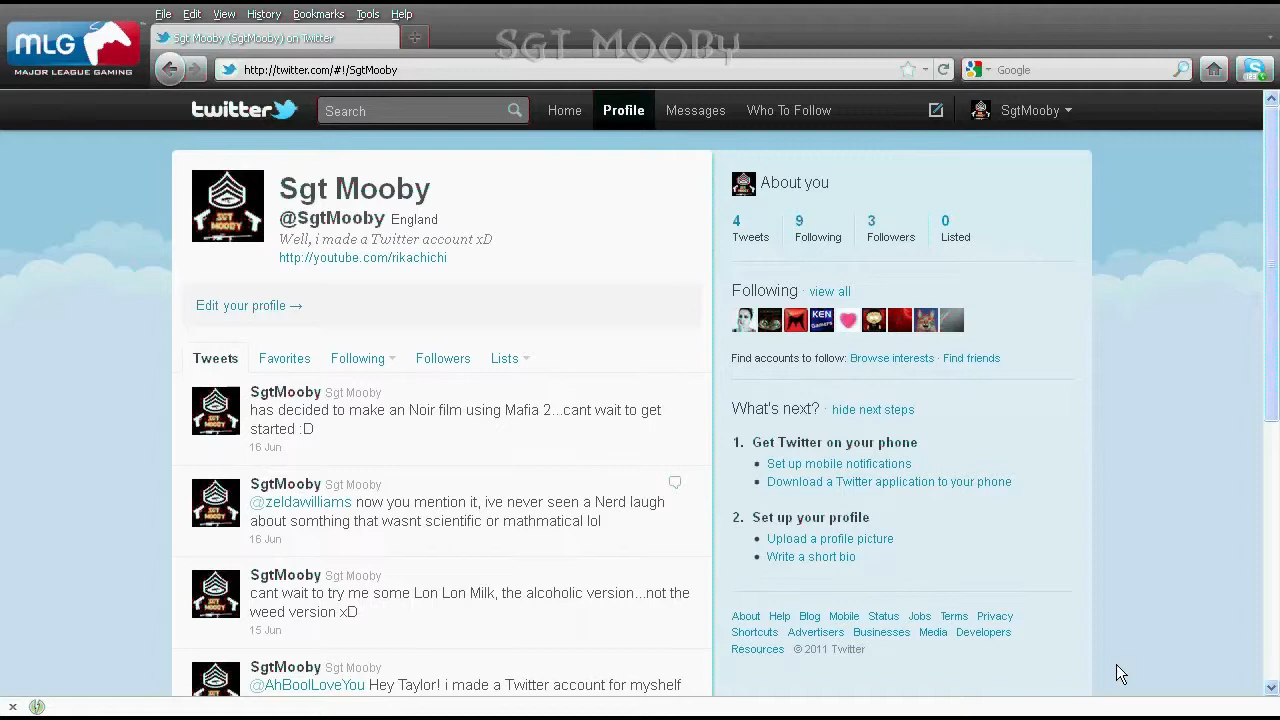 File Edit View History Bookmarks Tools Help
MLG
MAJOR LEAGUE GAMING
Sgt Mooby (SgtMooby) on Twitter
SGT MOOBY
http://twitter.com/#!/SgtMooby
Google
twitter
Search
Home Profile Messages Who To Follow
SgtMooby
SGT MOOBY
Sgt Mooby
@SgtMooby England
Well, i made a Twitter account xD
http://youtube.com/rikachichi
Edit your profile →
Tweets Favorites Following Followers Lists
SgtMooby Sgt Mooby
has decided to make an Noir film using Mafia 2...cant wait to get
started :D
16 Jun
SgtMooby Sgt Mooby
@zeldawilliams now you mention it, ive never seen a Nerd laugh
about somthing that wasnt scientific or mathmatical lol
16 Jun
SgtMooby Sgt Mooby
cant wait to try me some Lon Lon Milk, the alcoholic version...not the
weed version xD
15 Jun
SgtMooby Sgt Mooby
@AhBoolLoveYou Hey Taylor! i made a Twitter account for myshelf
About you
4 9 3 0
Tweets Following Followers Listed
Following · view all
KEN
Gamers
Find accounts to follow: Browse interests · Find friends
What's next? · hide next steps
1. Get Twitter on your phone
• Set up mobile notifications
• Download a Twitter application to your phone
2. Set up your profile
• Upload a profile picture
• Write a short bio
About Help Blog Mobile Status Jobs Terms Privacy
Shortcuts Advertisers Businesses Media Developers
Resources © 2011 Twitter